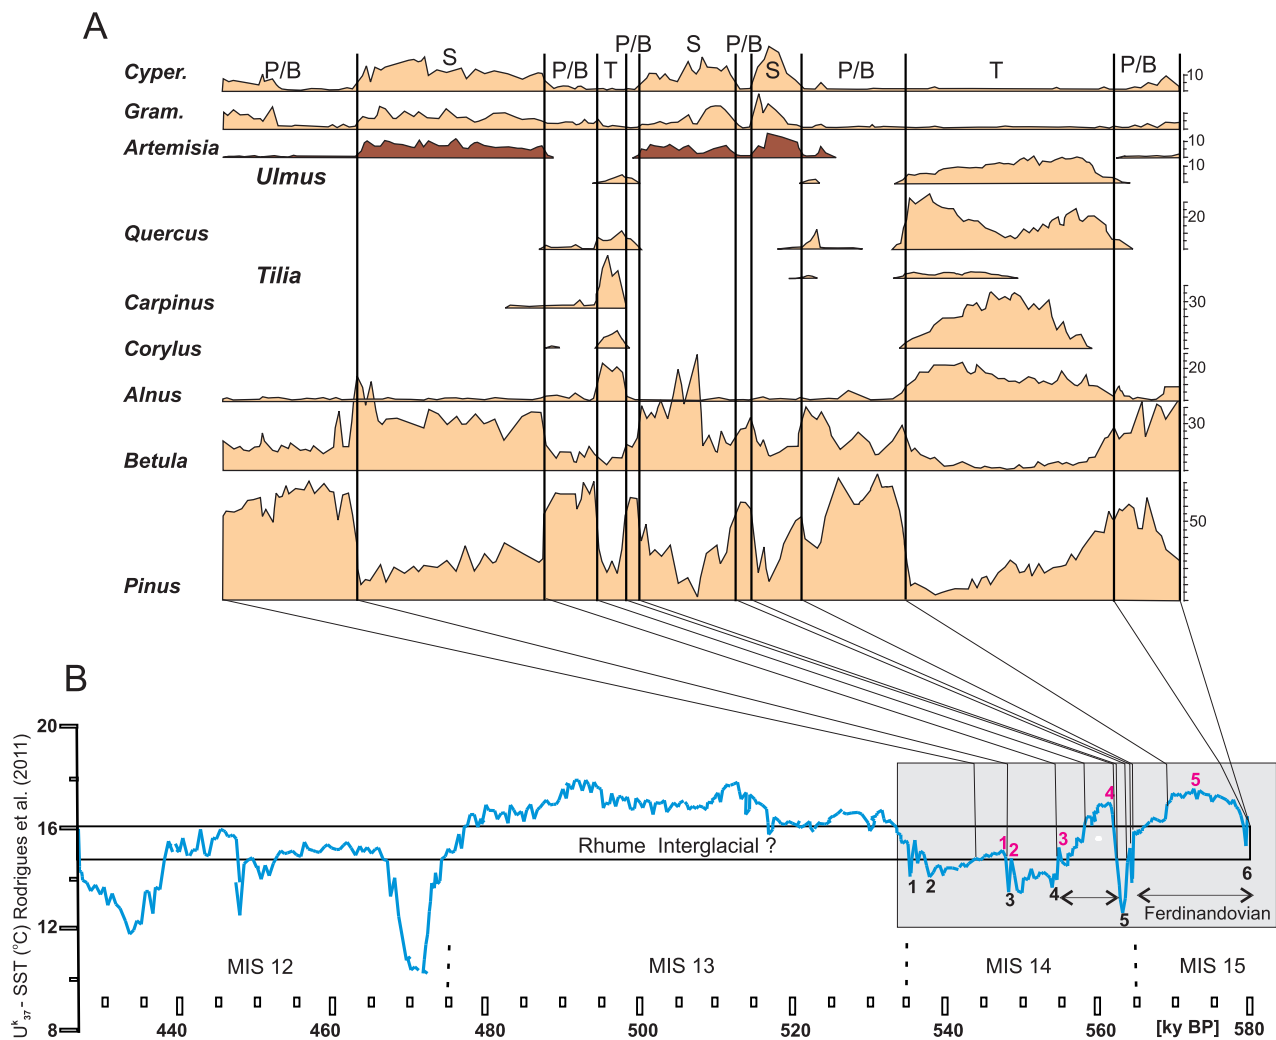 A
P/B S P/B T P/B S P/B S P/B T P/B
Cyper. 10
Gram.
Artemisia 10
Ulmus 10
Quercus 20
Tilia
Carpinus 30
Corylus
Alnus 20
Betula 30
Pinus 50
B
U^k_37 - SST (°C) Rodrigues et al. (2011)
20
16
12
8
Rhume Interglacial ?
1 2 3 4 5
1 2 3 4 5 6
Ferdinandovian
MIS 12 MIS 13 MIS 14 MIS 15
440 460 480 500 520 540 560 [ky BP] 580